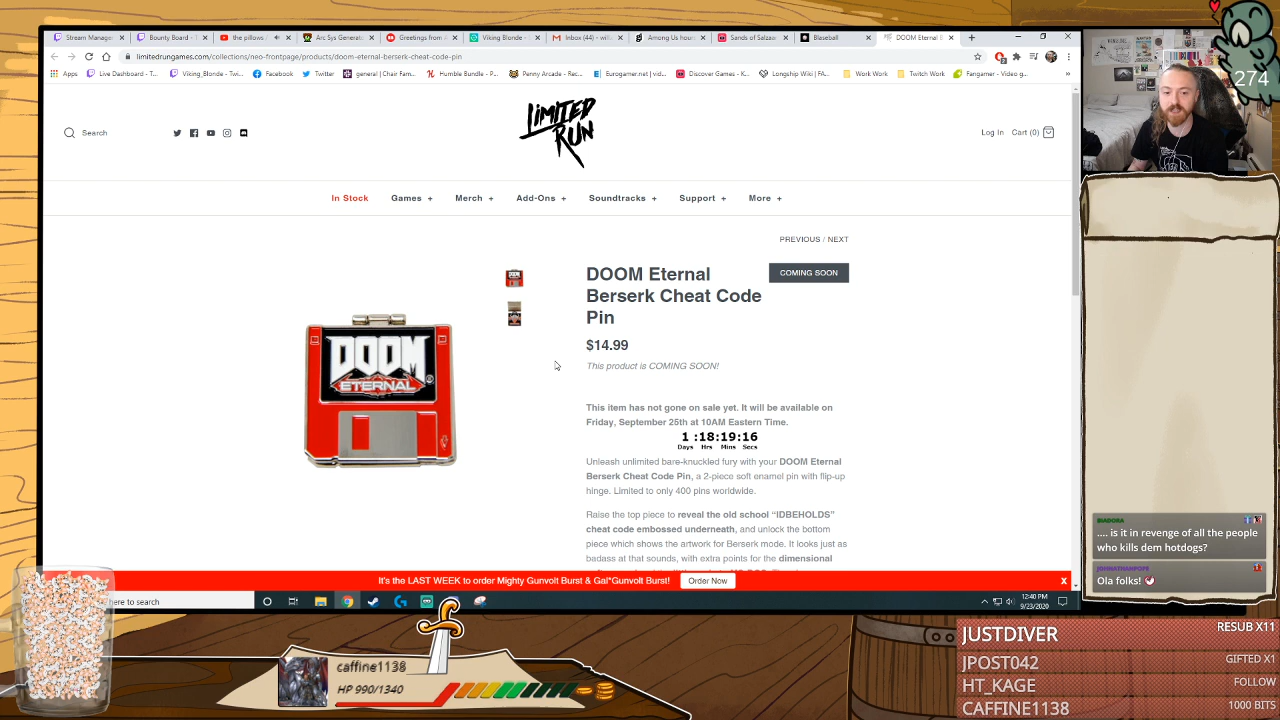 Stream Manage
Bounty Board - T
the pillows
Arc Sys Generato
Greetings from A
Viking Blonde -
Inbox (44) - wil
Among Us hours
Sands of Salzaa
Blaseball
DOOM Eternal B
limitedrungames.com/collections/neo-frontpage/products/doom-eternal-berserk-cheat-code-pin
Apps
Live Dashboard - T...
Viking_Blonde - Twi...
Facebook
Twitter
general | Chair Fam...
Humble Bundle - P...
Penny Arcade - Rec...
Eurogamer.net | vid...
Discover Games - K...
Longship Wiki | FA...
Work Work
Twitch Work
Fangamer - Video g...
»
274
Search
LIMITED
RUN
Log In
Cart (0)
In Stock
Games +
Merch +
Add-Ons +
Soundtracks +
Support +
More +
PREVIOUS / NEXT
DOOM Eternal
Berserk Cheat Code
Pin
COMING SOON
$14.99
This product is COMING SOON!
DOOM
ETERNAL
This item has not gone on sale yet. It will be available on
Friday, September 25th at 10AM Eastern Time.
1 :18:19:16
Days Hrs Mins Secs
Unleash unlimited bare-knuckled fury with your DOOM Eternal
Berserk Cheat Code Pin, a 2-piece soft enamel pin with flip-up
hinge. Limited to only 400 pins worldwide.
Raise the top piece to reveal the old school “IDBEHOLDS”
cheat code embossed underneath, and unlock the bottom
piece which shows the artwork for Berserk mode. It looks just as
badass at that sounds, with extra points for the dimensional
It's the LAST WEEK to order Mighty Gunvolt Burst & Gal*Gunvolt Burst!
Order Now
X
here to search
12:40 PM
9/23/2020
BIADORA
.... is it in revenge of all the people
who kills dem hotdogs?
JOHNATHANPOPE
Ola folks!
caffine1138
HP 990/1340
JUSTDIVER
RESUB X11
JPOST042
GIFTED X1
HT_KAGE
FOLLOW
CAFFINE1138
1000 BITS